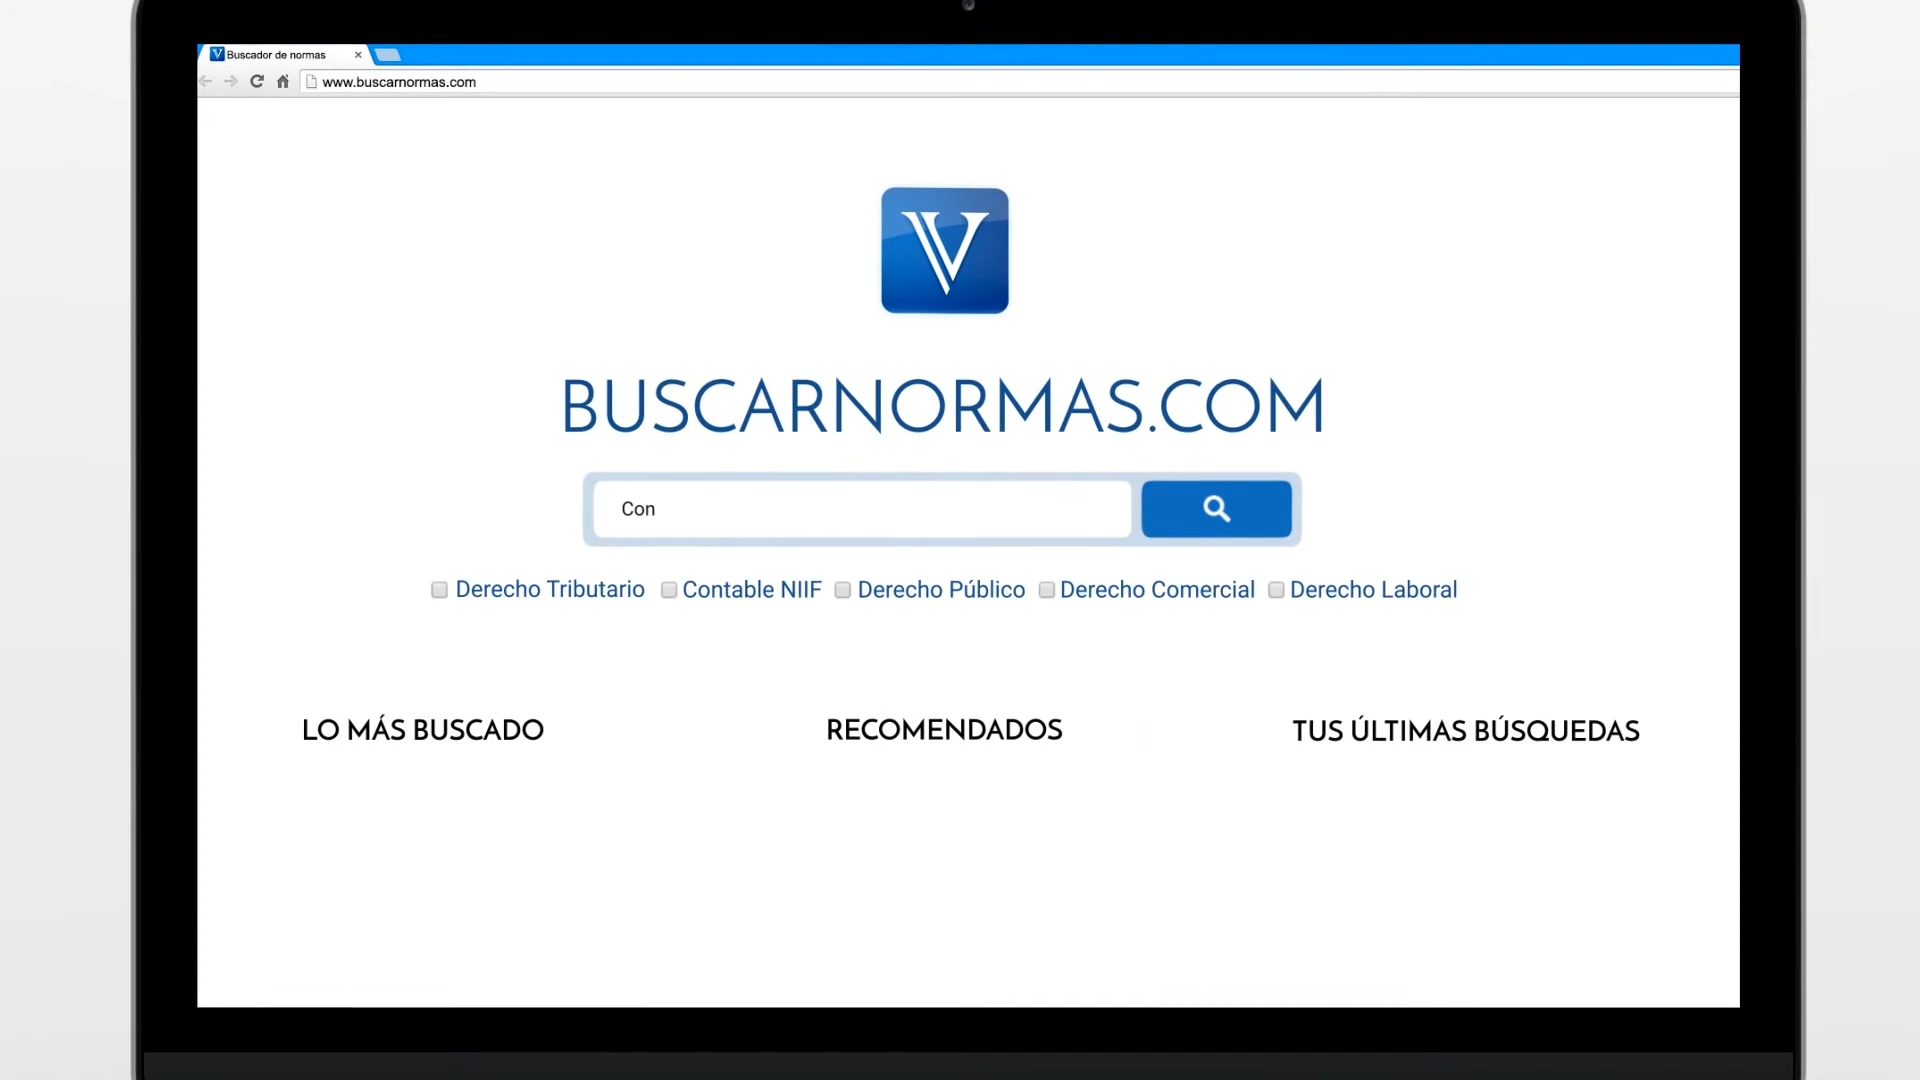 Buscador de normas
www.buscarnormas.com
V
BUSCARNORMAS.COM
Con
Derecho Tributario Contable NIIF Derecho Público Derecho Comercial Derecho Laboral
LO MÁS BUSCADO RECOMENDADOS TUS ÚLTIMAS BÚSQUEDAS